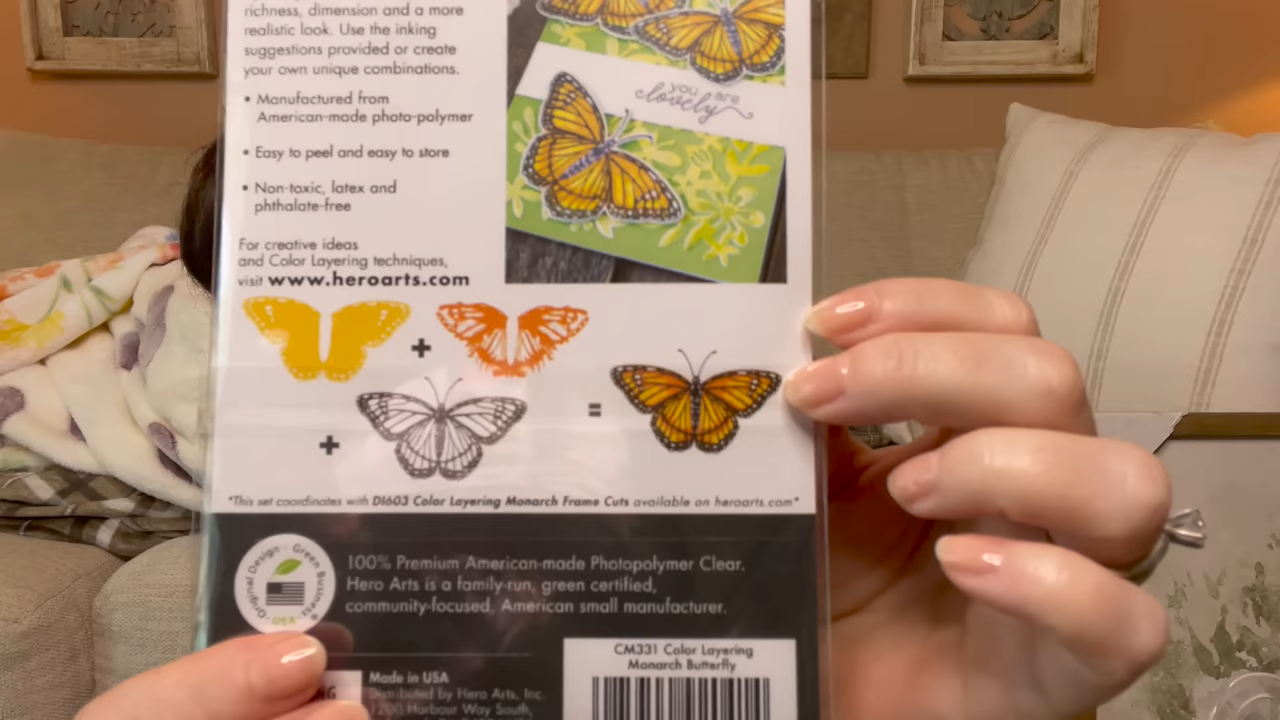 richness, dimension and a more
realistic look. Use the inking
suggestions provided or create
your own unique combinations.
• Manufactured from
American-made photo-polymer
• Easy to peel and easy to store
• Non-toxic, latex and
phthalate-free
For creative ideas
and Color Layering techniques,
visit www.heroarts.com
you are
lovely
+
+
=
*This set coordinates with DI603 Color Layering Monarch Frame Cuts available on heroarts.com*
Original Design · Green Business · USA
100% Premium American-made Photopolymer Clear.
Hero Arts is a family-run, green certified,
community-focused, American small manufacturer.
CM331 Color Layering
Monarch Butterfly
Made in USA
Distributed by Hero Arts, Inc.
1200 Harbour Way South,